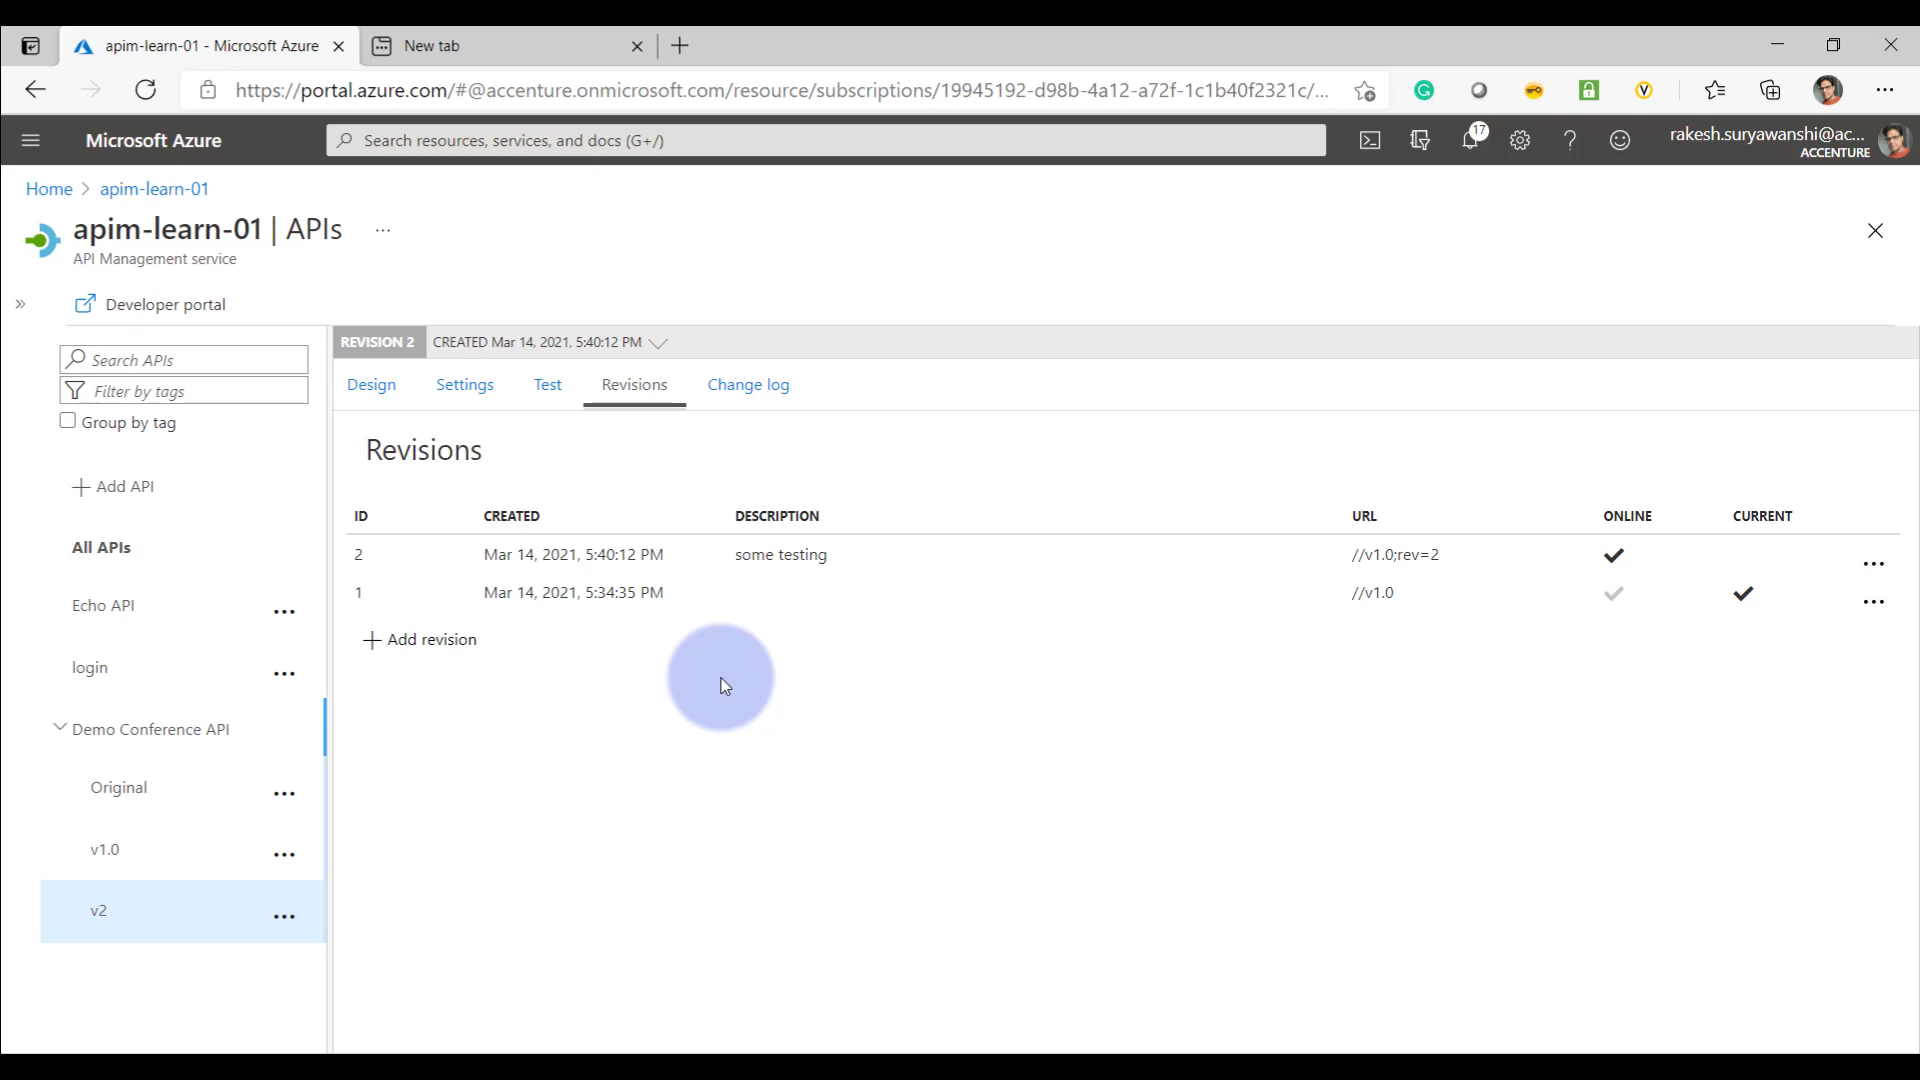 apim-learn-01 - Microsoft Azure
New tab
https://portal.azure.com/#@accenture.onmicrosoft.com/resource/subscriptions/19945192-d98b-4a12-a72f-1c1b40f2321c/...
Microsoft Azure
Search resources, services, and docs (G+/)
17
rakesh.suryawanshi@ac...
ACCENTURE
Home > apim-learn-01
apim-learn-01 | APIs ...
API Management service
Developer portal
Search APIs
Filter by tags
Group by tag
+ Add API
All APIs
Echo API
login
Demo Conference API
Original
v1.0
v2
REVISION 2 CREATED Mar 14, 2021, 5:40:12 PM
Design Settings Test Revisions Change log
Revisions
ID CREATED DESCRIPTION URL ONLINE CURRENT
2 Mar 14, 2021, 5:40:12 PM some testing //v1.0;rev=2
1 Mar 14, 2021, 5:34:35 PM //v1.0
+ Add revision